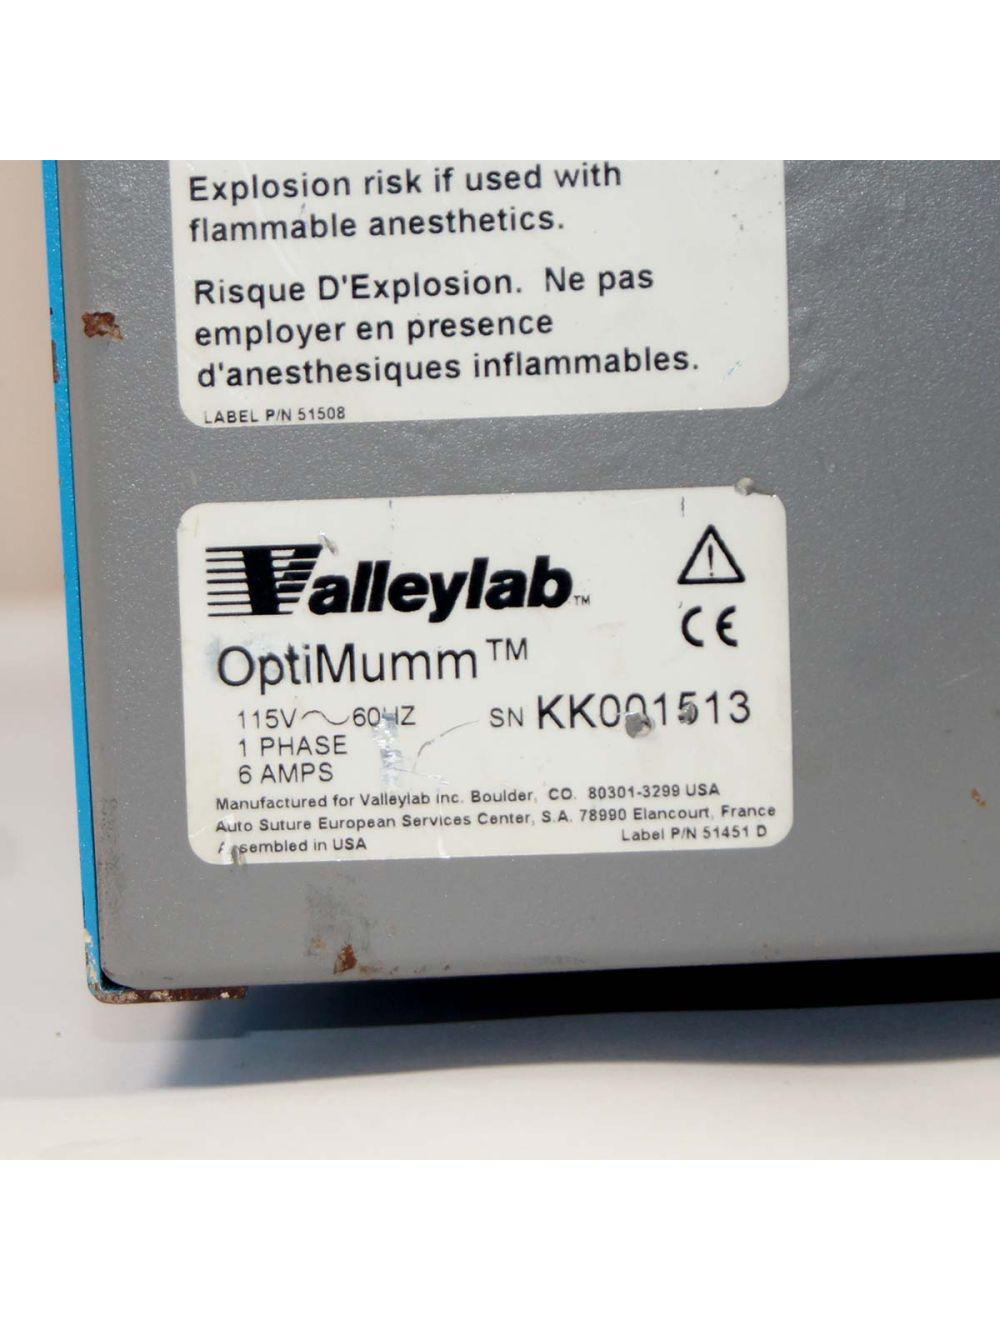 Explosion risk if used with
flammable anesthetics.
Risque D'Explosion. Ne pas
employer en presence
d'anesthesiques inflammables.
LABEL P/N 51508
Valleylab™
OptiMumm™
CE
115V～60HZ SN KK001513
1 PHASE
6 AMPS
Manufactured for Valleylab Inc. Boulder, CO. 80301-3299 USA
Auto Suture European Services Center, S.A. 78990 Elancourt, France
Assembled in USA Label P/N 51451 D